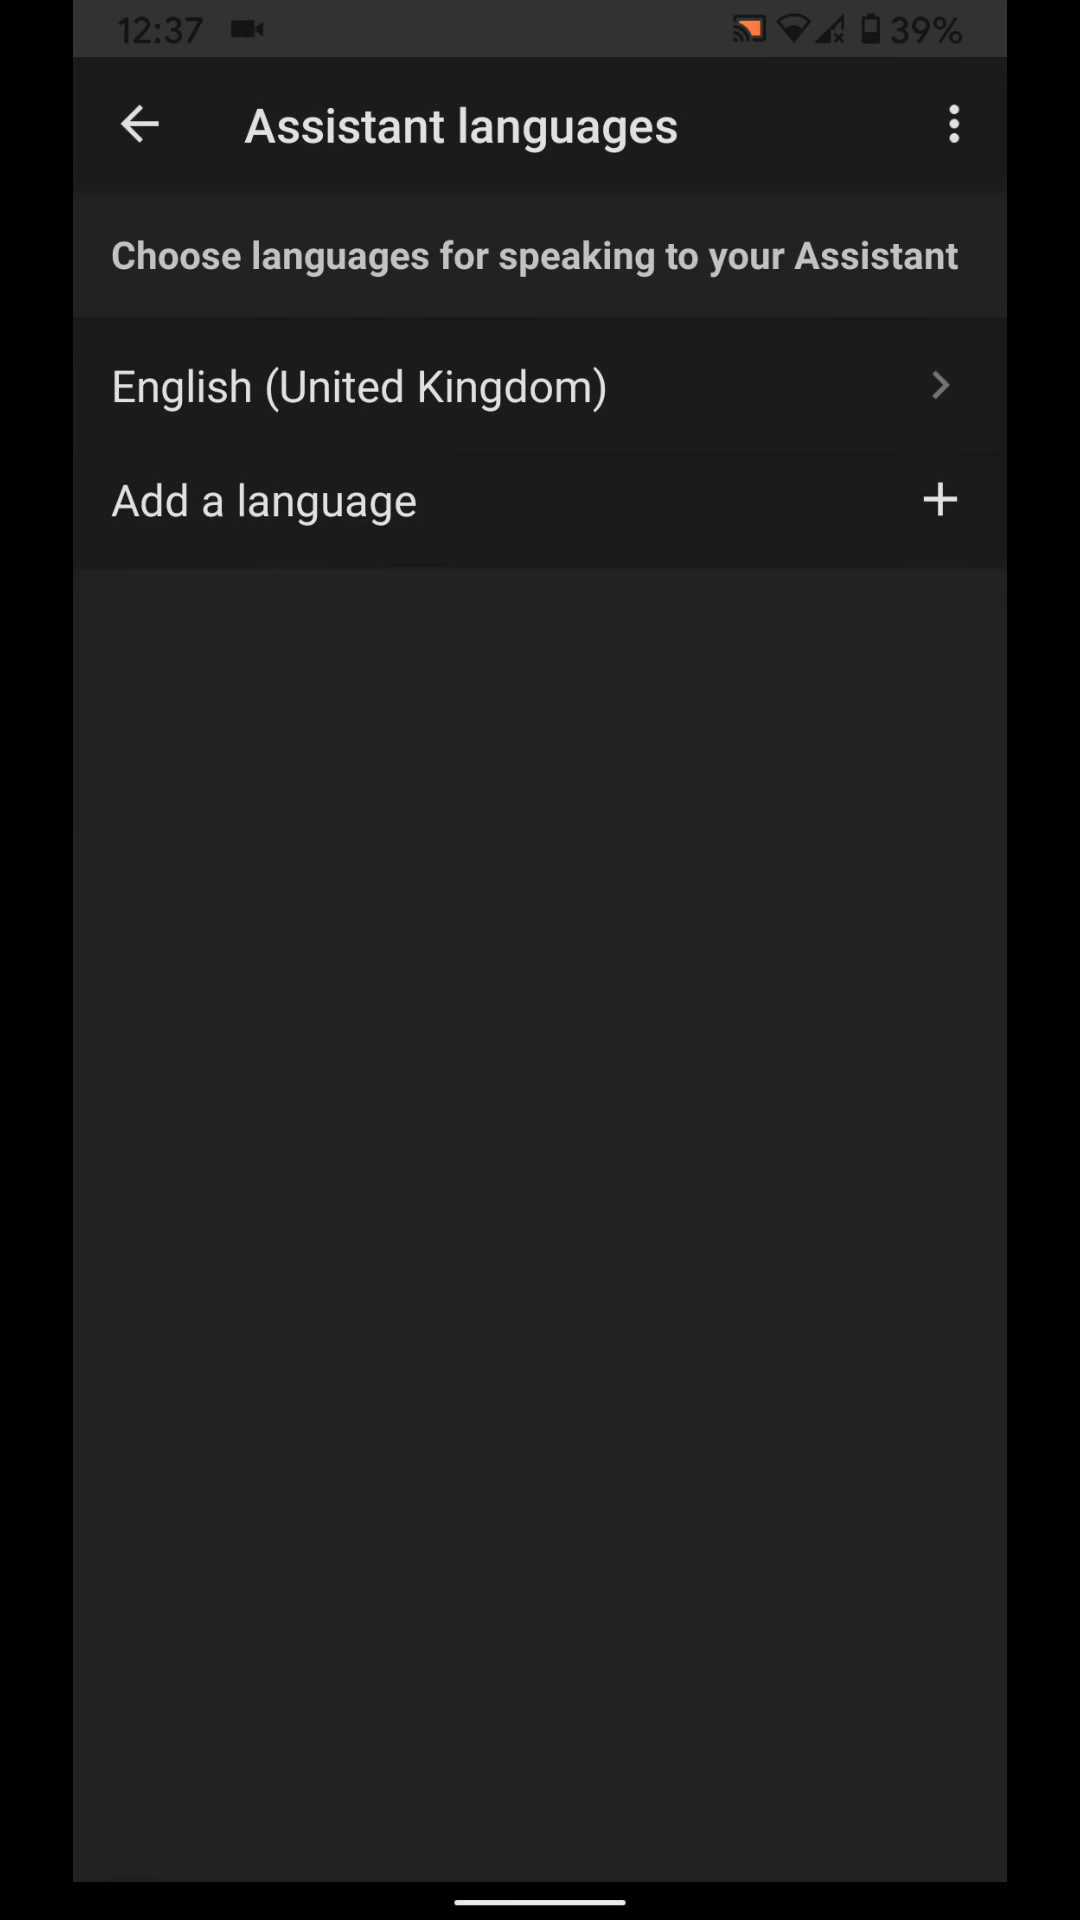 12:37 39%
Assistant languages
Choose languages for speaking to your Assistant
English (United Kingdom)
Add a language